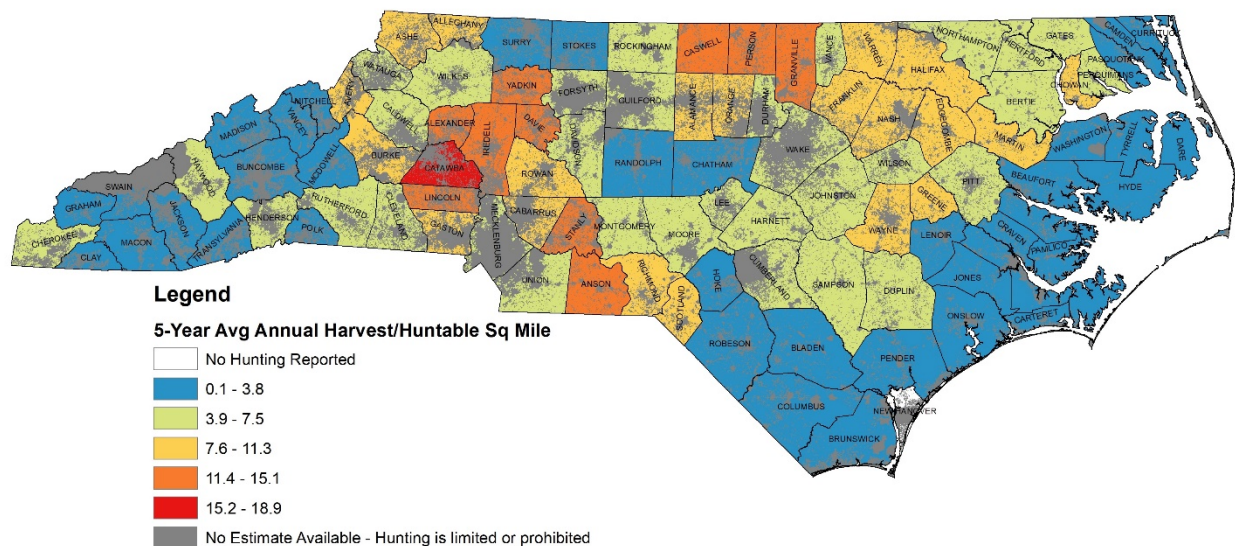 ALLEGHANY
ASHE
SURRY
STOKES
ROCKINGHAM
CASWELL
PERSON
GRANVILLE
VANCE
WARREN
NORTHAMPTON
HERTFORD
GATES
CAMDEN
CURRITUCK
PASQUOTANK
PERQUIMANS
CHOWAN
HALIFAX
BERTIE
WATAUGA
WILKES
YADKIN
FORSYTH
GUILFORD
ALAMANCE
ORANGE
DURHAM
FRANKLIN
NASH
EDGECOMBE
MARTIN
WASHINGTON
TYRRELL
DARE
MITCHELL
AVERY
CALDWELL
ALEXANDER
IREDELL
DAVIE
DAVIDSON
RANDOLPH
CHATHAM
WAKE
WILSON
PITT
BEAUFORT
HYDE
MADISON
YANCEY
MCDOWELL
BURKE
CATAWBA
ROWAN
BUNCOMBE
HAYWOOD
SWAIN
GRAHAM
JACKSON
CHEROKEE
CLAY
MACON
TRANSYLVANIA
HENDERSON
POLK
RUTHERFORD
CLEVELAND
LINCOLN
GASTON
MECKLENBURG
CABARRUS
STANLY
MONTGOMERY
MOORE
LEE
HARNETT
JOHNSTON
WAYNE
GREENE
LENOIR
CRAVEN
PAMLICO
JONES
CARTERET
ONSLOW
DUPLIN
SAMPSON
CUMBERLAND
HOKE
SCOTLAND
RICHMOND
ANSON
UNION
ROBESON
BLADEN
PENDER
COLUMBUS
BRUNSWICK
NEW HANOVER
Legend
5-Year Avg Annual Harvest/Huntable Sq Mile
No Hunting Reported
0.1 - 3.8
3.9 - 7.5
7.6 - 11.3
11.4 - 15.1
15.2 - 18.9
No Estimate Available - Hunting is limited or prohibited